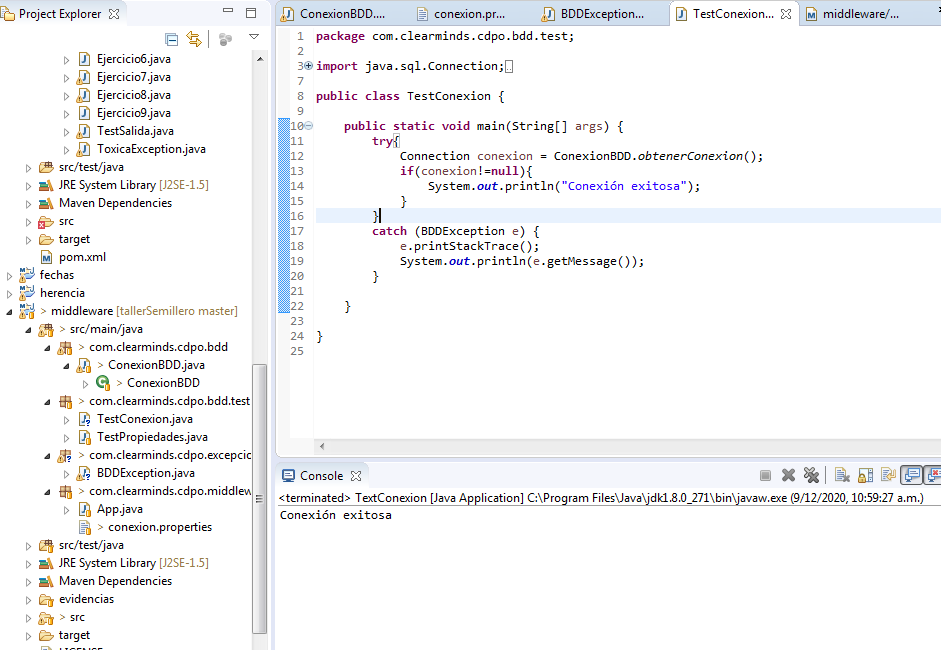 Project Explorer
Ejercicio6.java
Ejercicio7.java
Ejercicio8.java
Ejercicio9.java
TestSalida.java
ToxicaException.java
src/test/java
JRE System Library [J2SE-1.5]
Maven Dependencies
src
target
pom.xml
fechas
herencia
> middleware [tallerSemillero master]
> src/main/java
> com.clearminds.cdpo.bdd
> ConexionBDD.java
> ConexionBDD
> com.clearminds.cdpo.bdd.test
TestConexion.java
TestPropiedades.java
> com.clearminds.cdpo.excepcio
BDDException.java
> com.clearminds.cdpo.middlew
App.java
> conexion.properties
src/test/java
JRE System Library [J2SE-1.5]
Maven Dependencies
evidencias
> src
target
ConexionBDD.... conexion.pr... BDDException... TestConexion... middleware/...
1 package com.clearminds.cdpo.bdd.test;
2
3 import java.sql.Connection;
7
8 public class TestConexion {
9
10 public static void main(String[] args) {
11 try{
12 Connection conexion = ConexionBDD.obtenerConexion();
13 if(conexion!=null){
14 System.out.println("Conexión exitosa");
15 }
16 }
17 catch (BDDException e) {
18 e.printStackTrace();
19 System.out.println(e.getMessage());
20 }
21
22 }
23
24 }
25
Console
<terminated> TextConexion [Java Application] C:\Program Files\Java\jdk1.8.0_271\bin\javaw.exe (9/12/2020, 10:59:27 a.m.)
Conexión exitosa